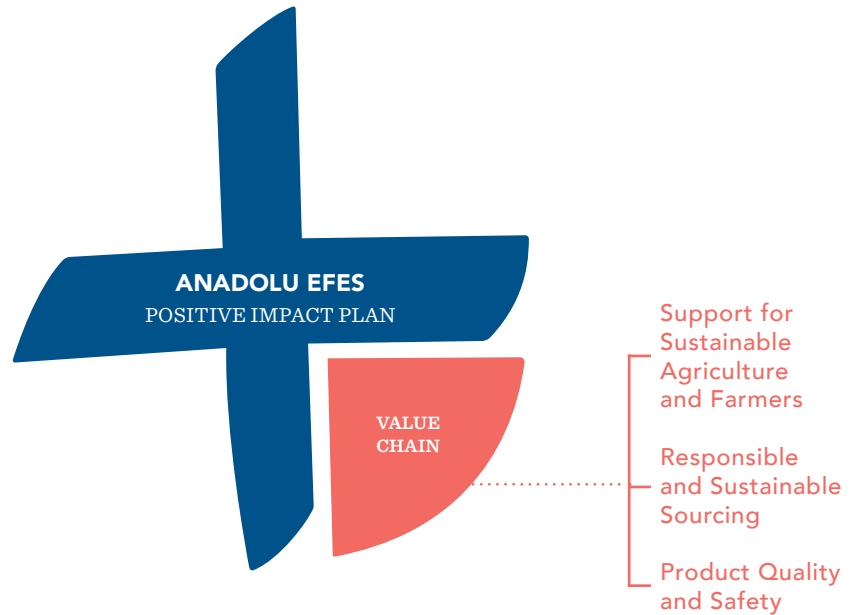 ANADOLU EFES
POSITIVE IMPACT PLAN
VALUE
CHAIN
Support for
Sustainable
Agriculture
and Farmers
Responsible
and Sustainable
Sourcing
Product Quality
and Safety